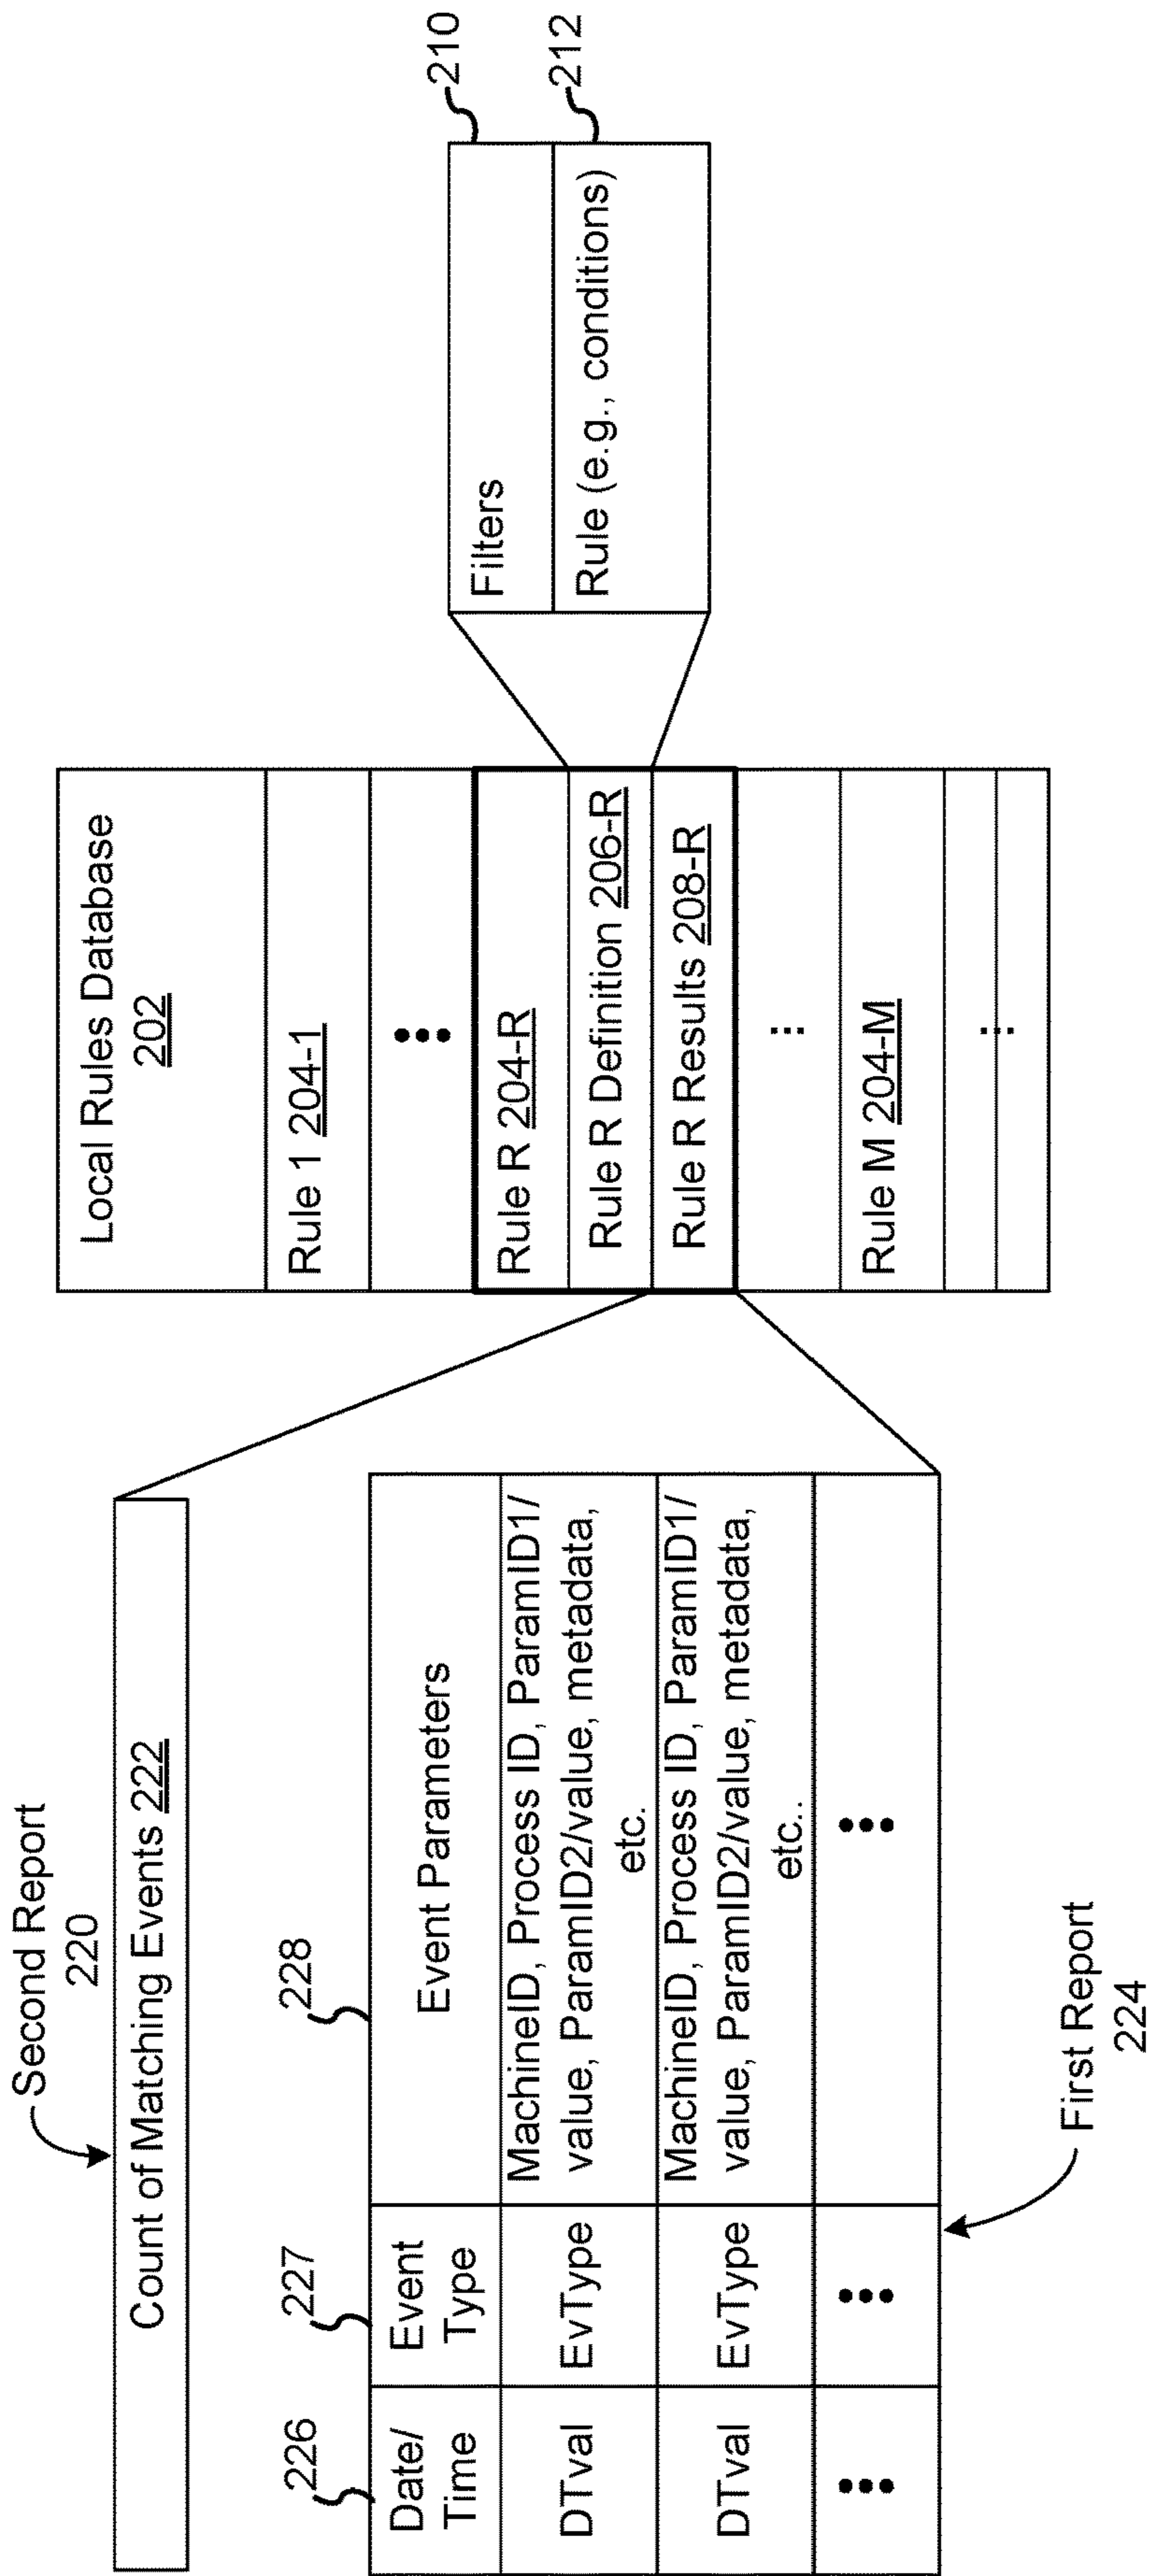 Second Report
220
Count of Matching Events 222
226
227
228
Date/
Time
Event
Type
Event Parameters
DTval
EvType
MachineID, Process ID, ParamID1/
value, ParamID2/value, metadata,
etc.
DTval
EvType
MachineID, Process ID, ParamID1/
value, ParamID2/value, metadata,
etc..
First Report
224
Local Rules Database
202
Rule 1 204-1
Rule R 204-R
Rule R Definition 206-R
Rule R Results 208-R
Rule M 204-M
Filters
210
Rule (e.g., conditions)
212